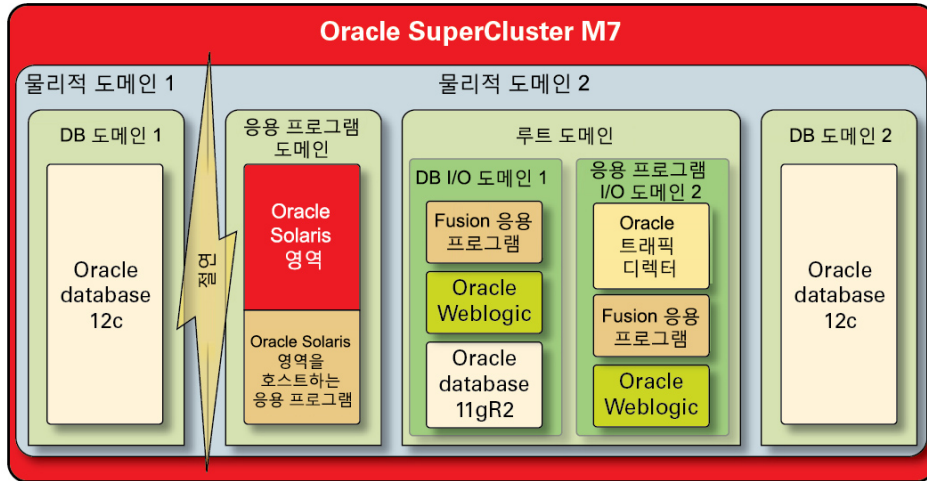 Oracle SuperCluster M7
물리적 도메인 1
물리적 도메인 2
DB 도메인 1
Oracle
database
12c
절연
응용 프로그램
도메인
Oracle
Solaris
영역
Oracle Solaris
영역을
호스트하는
응용 프로그램
루트 도메인
DB I/O 도메인 1
Fusion 응용
프로그램
Oracle
Weblogic
Oracle
database
11gR2
응용 프로그램
I/O 도메인 2
Oracle
트래픽
디렉터
Fusion 응용
프로그램
Oracle
Weblogic
DB 도메인 2
Oracle
database
12c